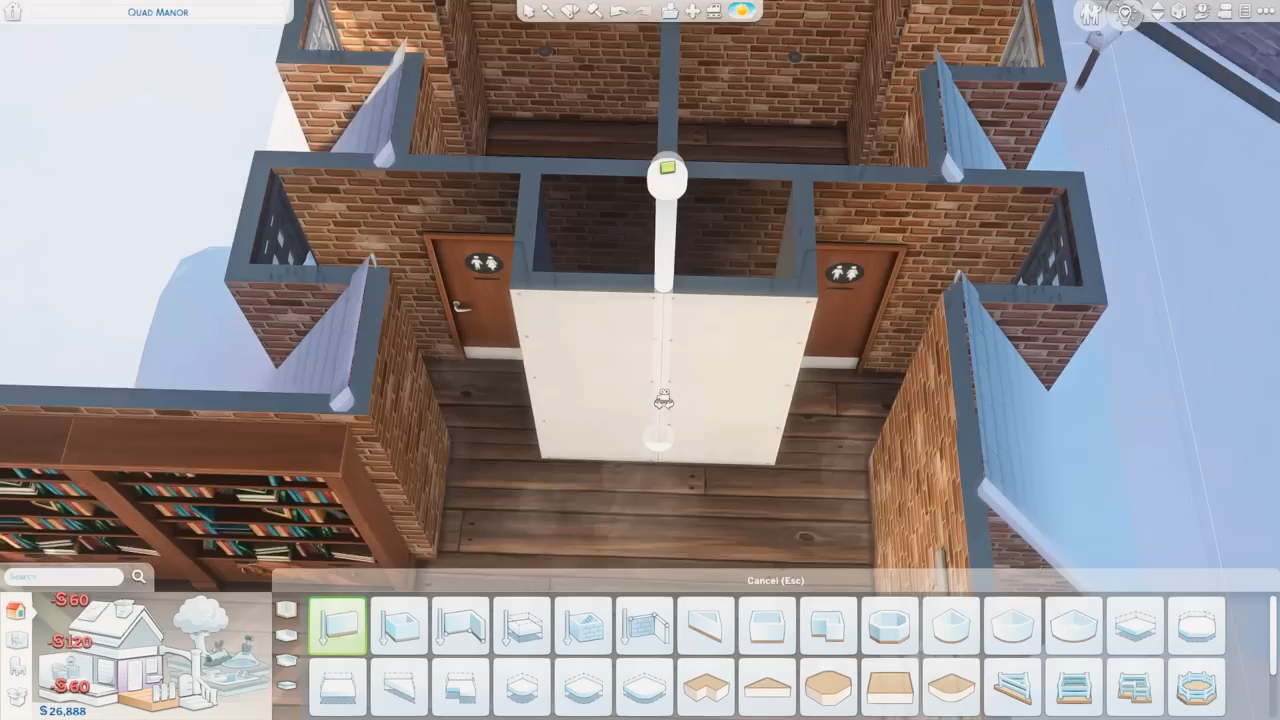 QUAD MANOR
Cancel (Esc)
Search
-§60
-§120
-§60
§26,888